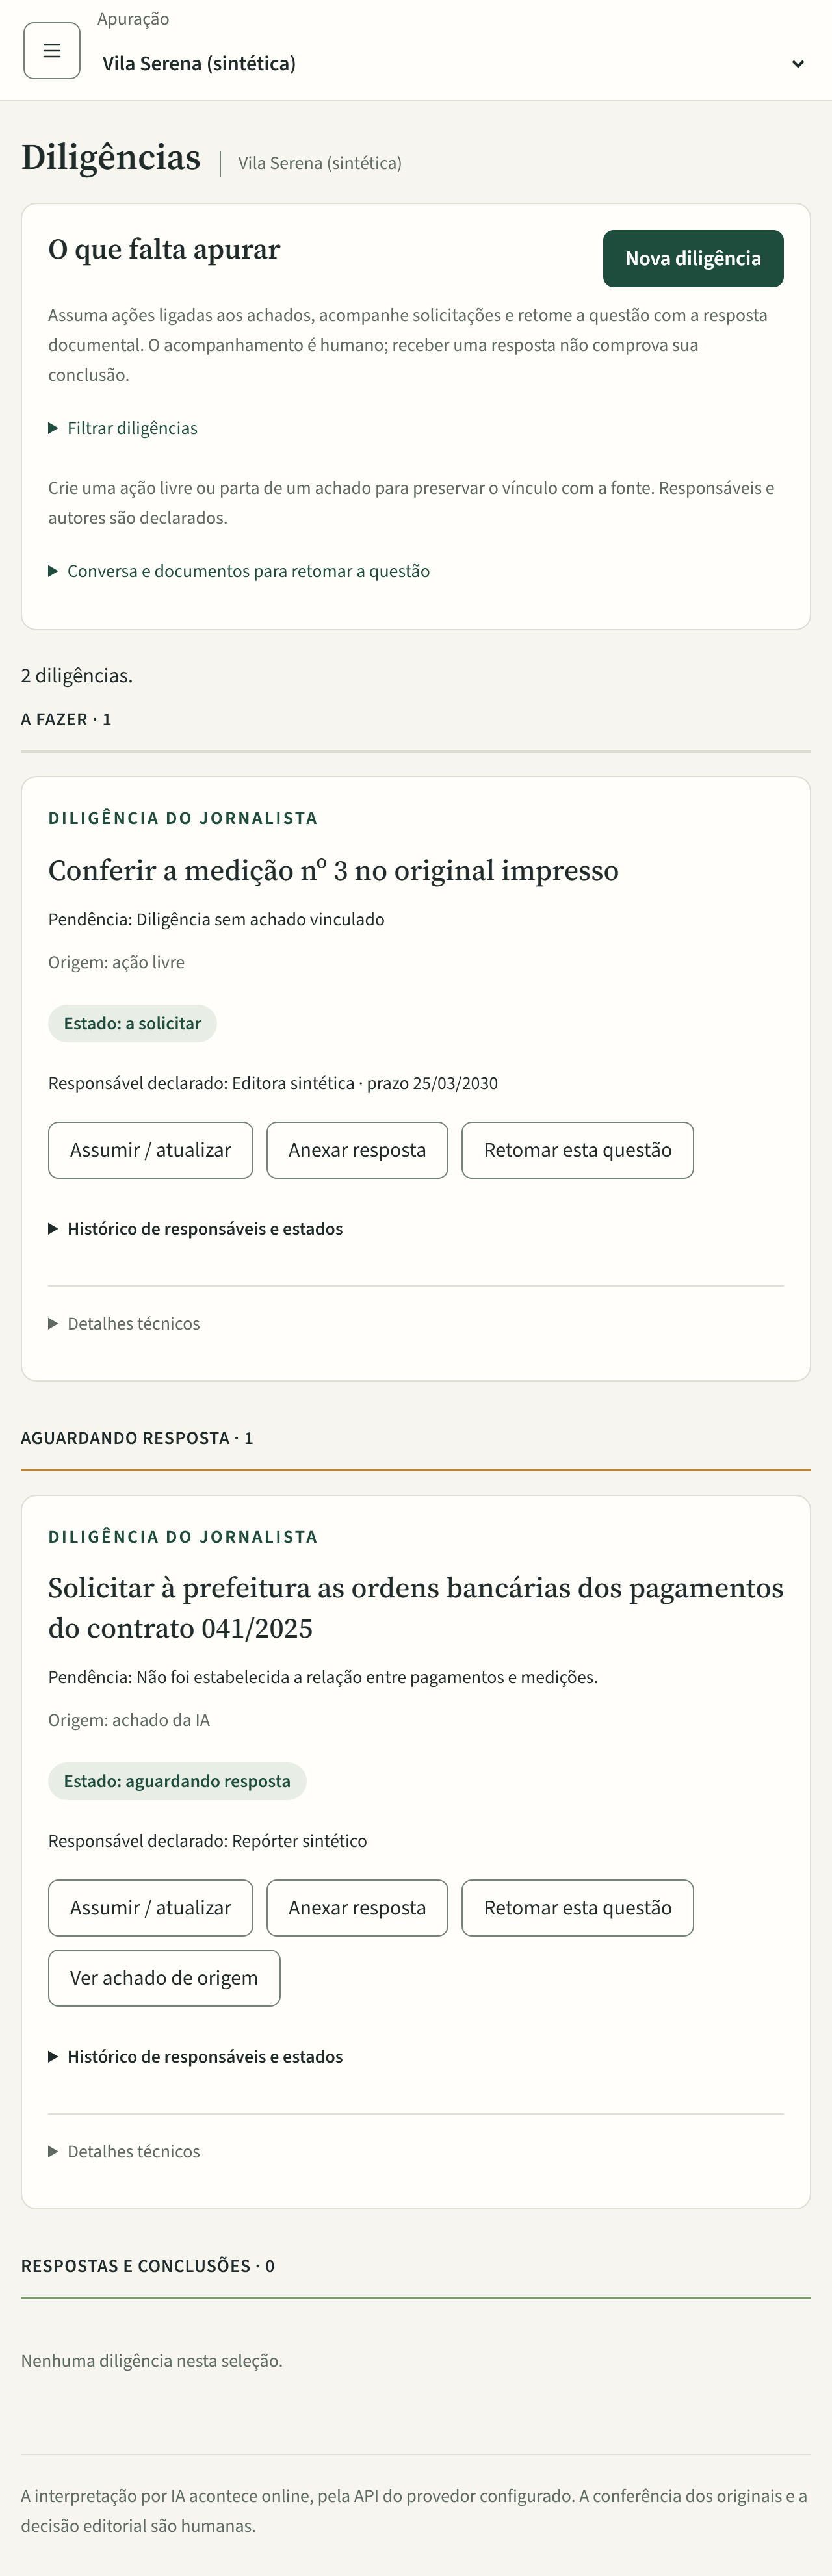 Apuração
Vila Serena (sintética)
Diligências
Vila Serena (sintética)
O que falta apurar
Nova diligência
Assuma ações ligadas aos achados, acompanhe solicitações e retome a questão com a resposta
documental. O acompanhamento é humano; receber uma resposta não comprova sua
conclusão.
Filtrar diligências
Crie uma ação livre ou parta de um achado para preservar o vínculo com a fonte. Responsáveis e
autores são declarados.
Conversa e documentos para retomar a questão
2 diligências.
A FAZER · 1
DILIGÊNCIA DO JORNALISTA
Conferir a medição nº 3 no original impresso
Pendência: Diligência sem achado vinculado
Origem: ação livre
Estado: a solicitar
Responsável declarado: Editora sintética · prazo 25/03/2030
Assumir / atualizar
Anexar resposta
Retomar esta questão
Histórico de responsáveis e estados
Detalhes técnicos
AGUARDANDO RESPOSTA · 1
DILIGÊNCIA DO JORNALISTA
Solicitar à prefeitura as ordens bancárias dos pagamentos
do contrato 041/2025
Pendência: Não foi estabelecida a relação entre pagamentos e medições.
Origem: achado da IA
Estado: aguardando resposta
Responsável declarado: Repórter sintético
Assumir / atualizar
Anexar resposta
Retomar esta questão
Ver achado de origem
Histórico de responsáveis e estados
Detalhes técnicos
RESPOSTAS E CONCLUSÕES · 0
Nenhuma diligência nesta seleção.
A interpretação por IA acontece online, pela API do provedor configurado. A conferência dos originais e a
decisão editorial são humanas.